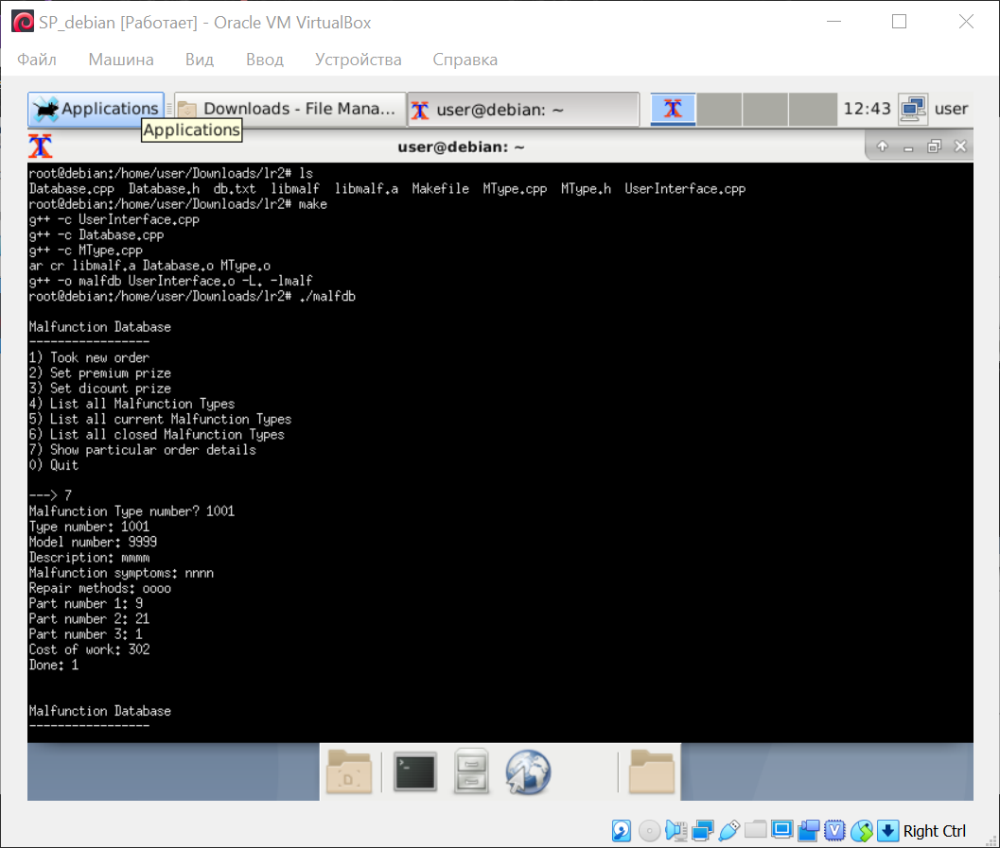 SP_debian [Работает] - Oracle VM VirtualBox
Файл Машина Вид Ввод Устройства Справка
Applications Downloads - File Mana... user@debian: ~ 12:43 user
Applications
user@debian: ~
root@debian:/home/user/Downloads/lr2# ls
Database.cpp Database.h db.txt libmalf libmalf.a Makefile MType.cpp MType.h UserInterface.cpp
root@debian:/home/user/Downloads/lr2# make
g++ -c UserInterface.cpp
g++ -c Database.cpp
g++ -c MType.cpp
ar cr libmalf.a Database.o MType.o
g++ -o malfdb UserInterface.o -L. -lmalf
root@debian:/home/user/Downloads/lr2# ./malfdb
Malfunction Database
-----------------
1) Took new order
2) Set premium prize
3) Set dicount prize
4) List all Malfunction Types
5) List all current Malfunction Types
6) List all closed Malfunction Types
7) Show particular order details
0) Quit
---> 7
Malfunction Type number? 1001
Type number: 1001
Model number: 9999
Description: mmmm
Malfunction symptoms: nnnn
Repair methods: oooo
Part number 1: 9
Part number 2: 21
Part number 3: 1
Cost of work: 302
Done: 1
Malfunction Database
-----------------
Right Ctrl